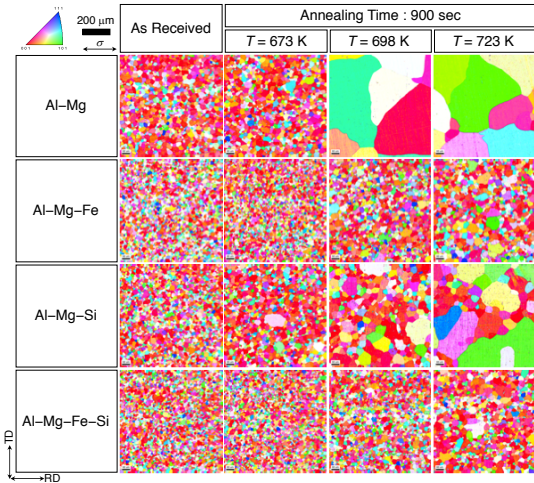 111
001
101
200 μm
σ
As Received
Annealing Time : 900 sec
T = 673 K
T = 698 K
T = 723 K
Al–Mg
Al–Mg–Fe
Al–Mg–Si
Al–Mg–Fe–Si
TD
RD